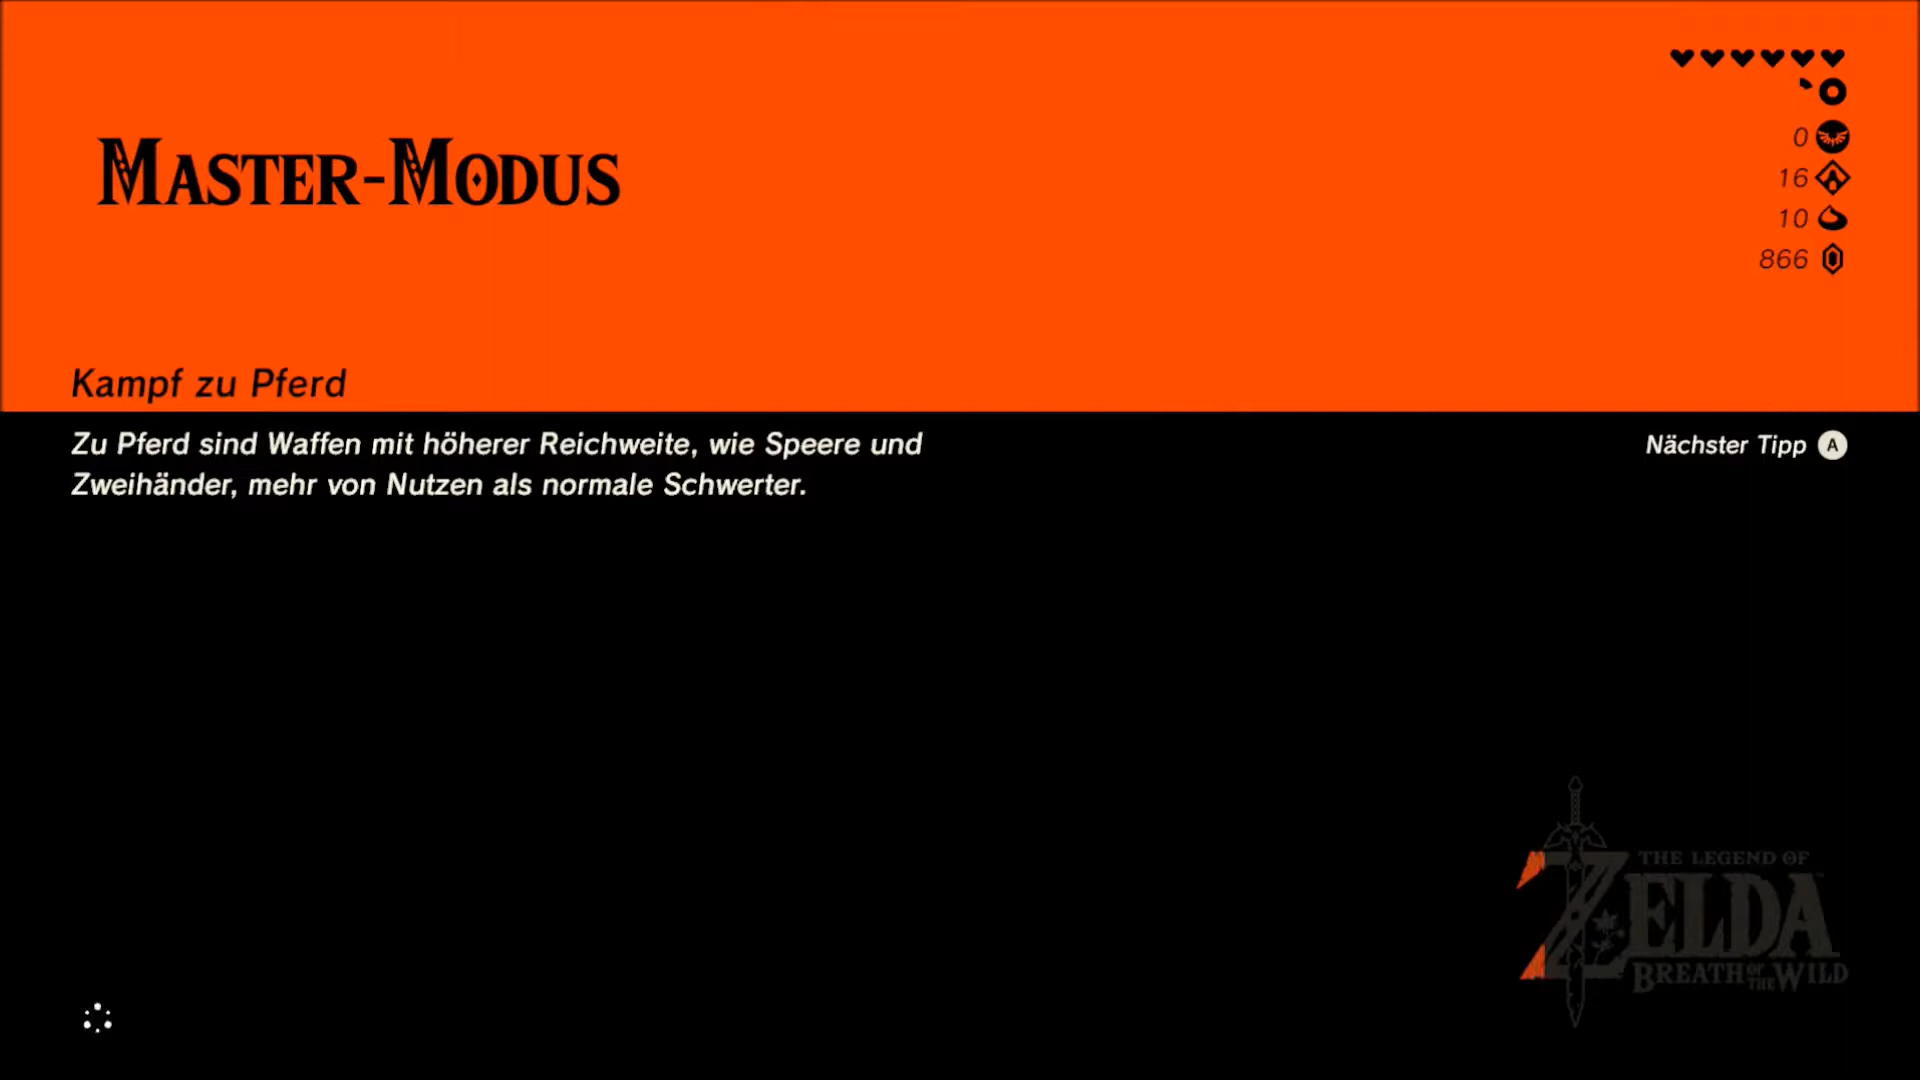 MASTER-MODUS
0
16
10
866
Kampf zu Pferd
Zu Pferd sind Waffen mit höherer Reichweite, wie Speere und
Zweihänder, mehr von Nutzen als normale Schwerter.
Nächster Tipp A
THE LEGEND OF
ZELDA
BREATH OF THE WILD